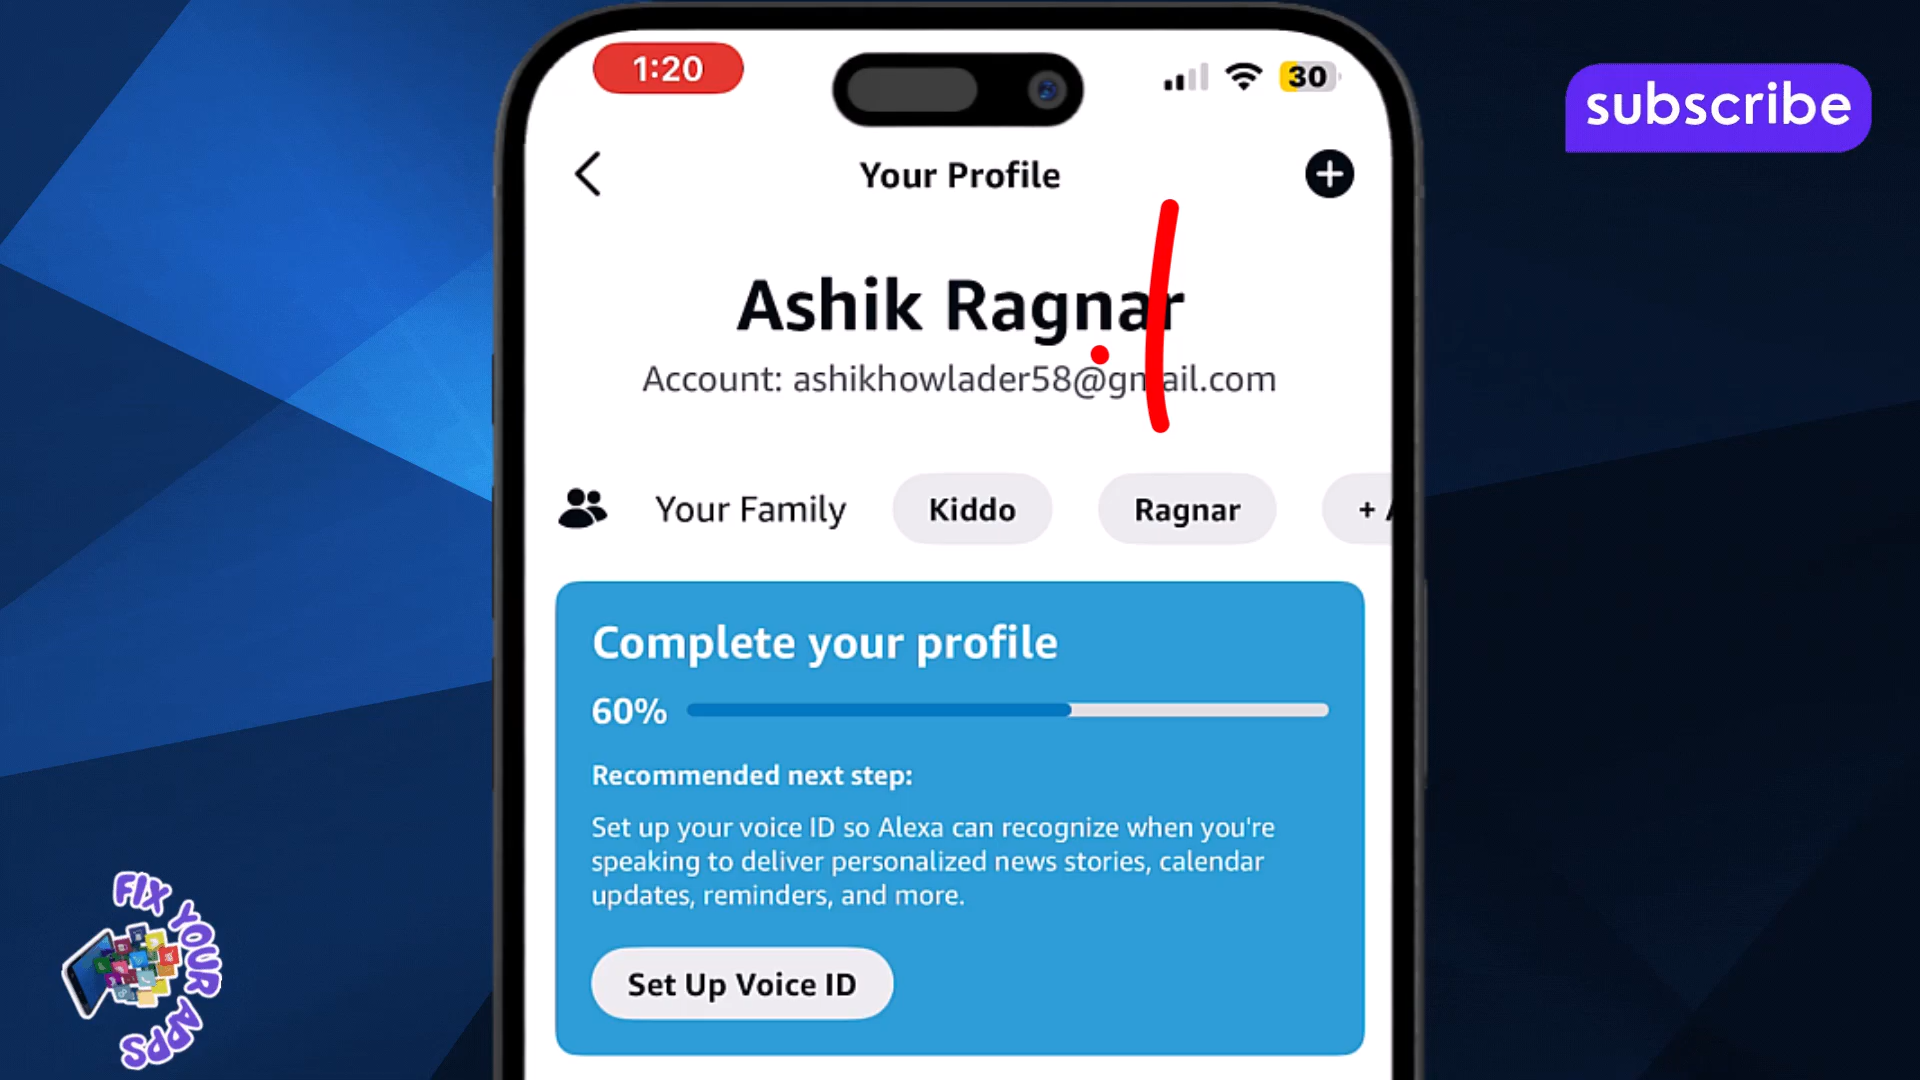 1:20
30
subscribe
Your Profile
Ashik Ragnar
Account: ashikhowlader58@gmail.com
Your Family
Kiddo
Ragnar
+ A
Complete your profile
60%
Recommended next step:
Set up your voice ID so Alexa can recognize when you're
speaking to deliver personalized news stories, calendar
updates, reminders, and more.
Set Up Voice ID
FIX YOUR APPS